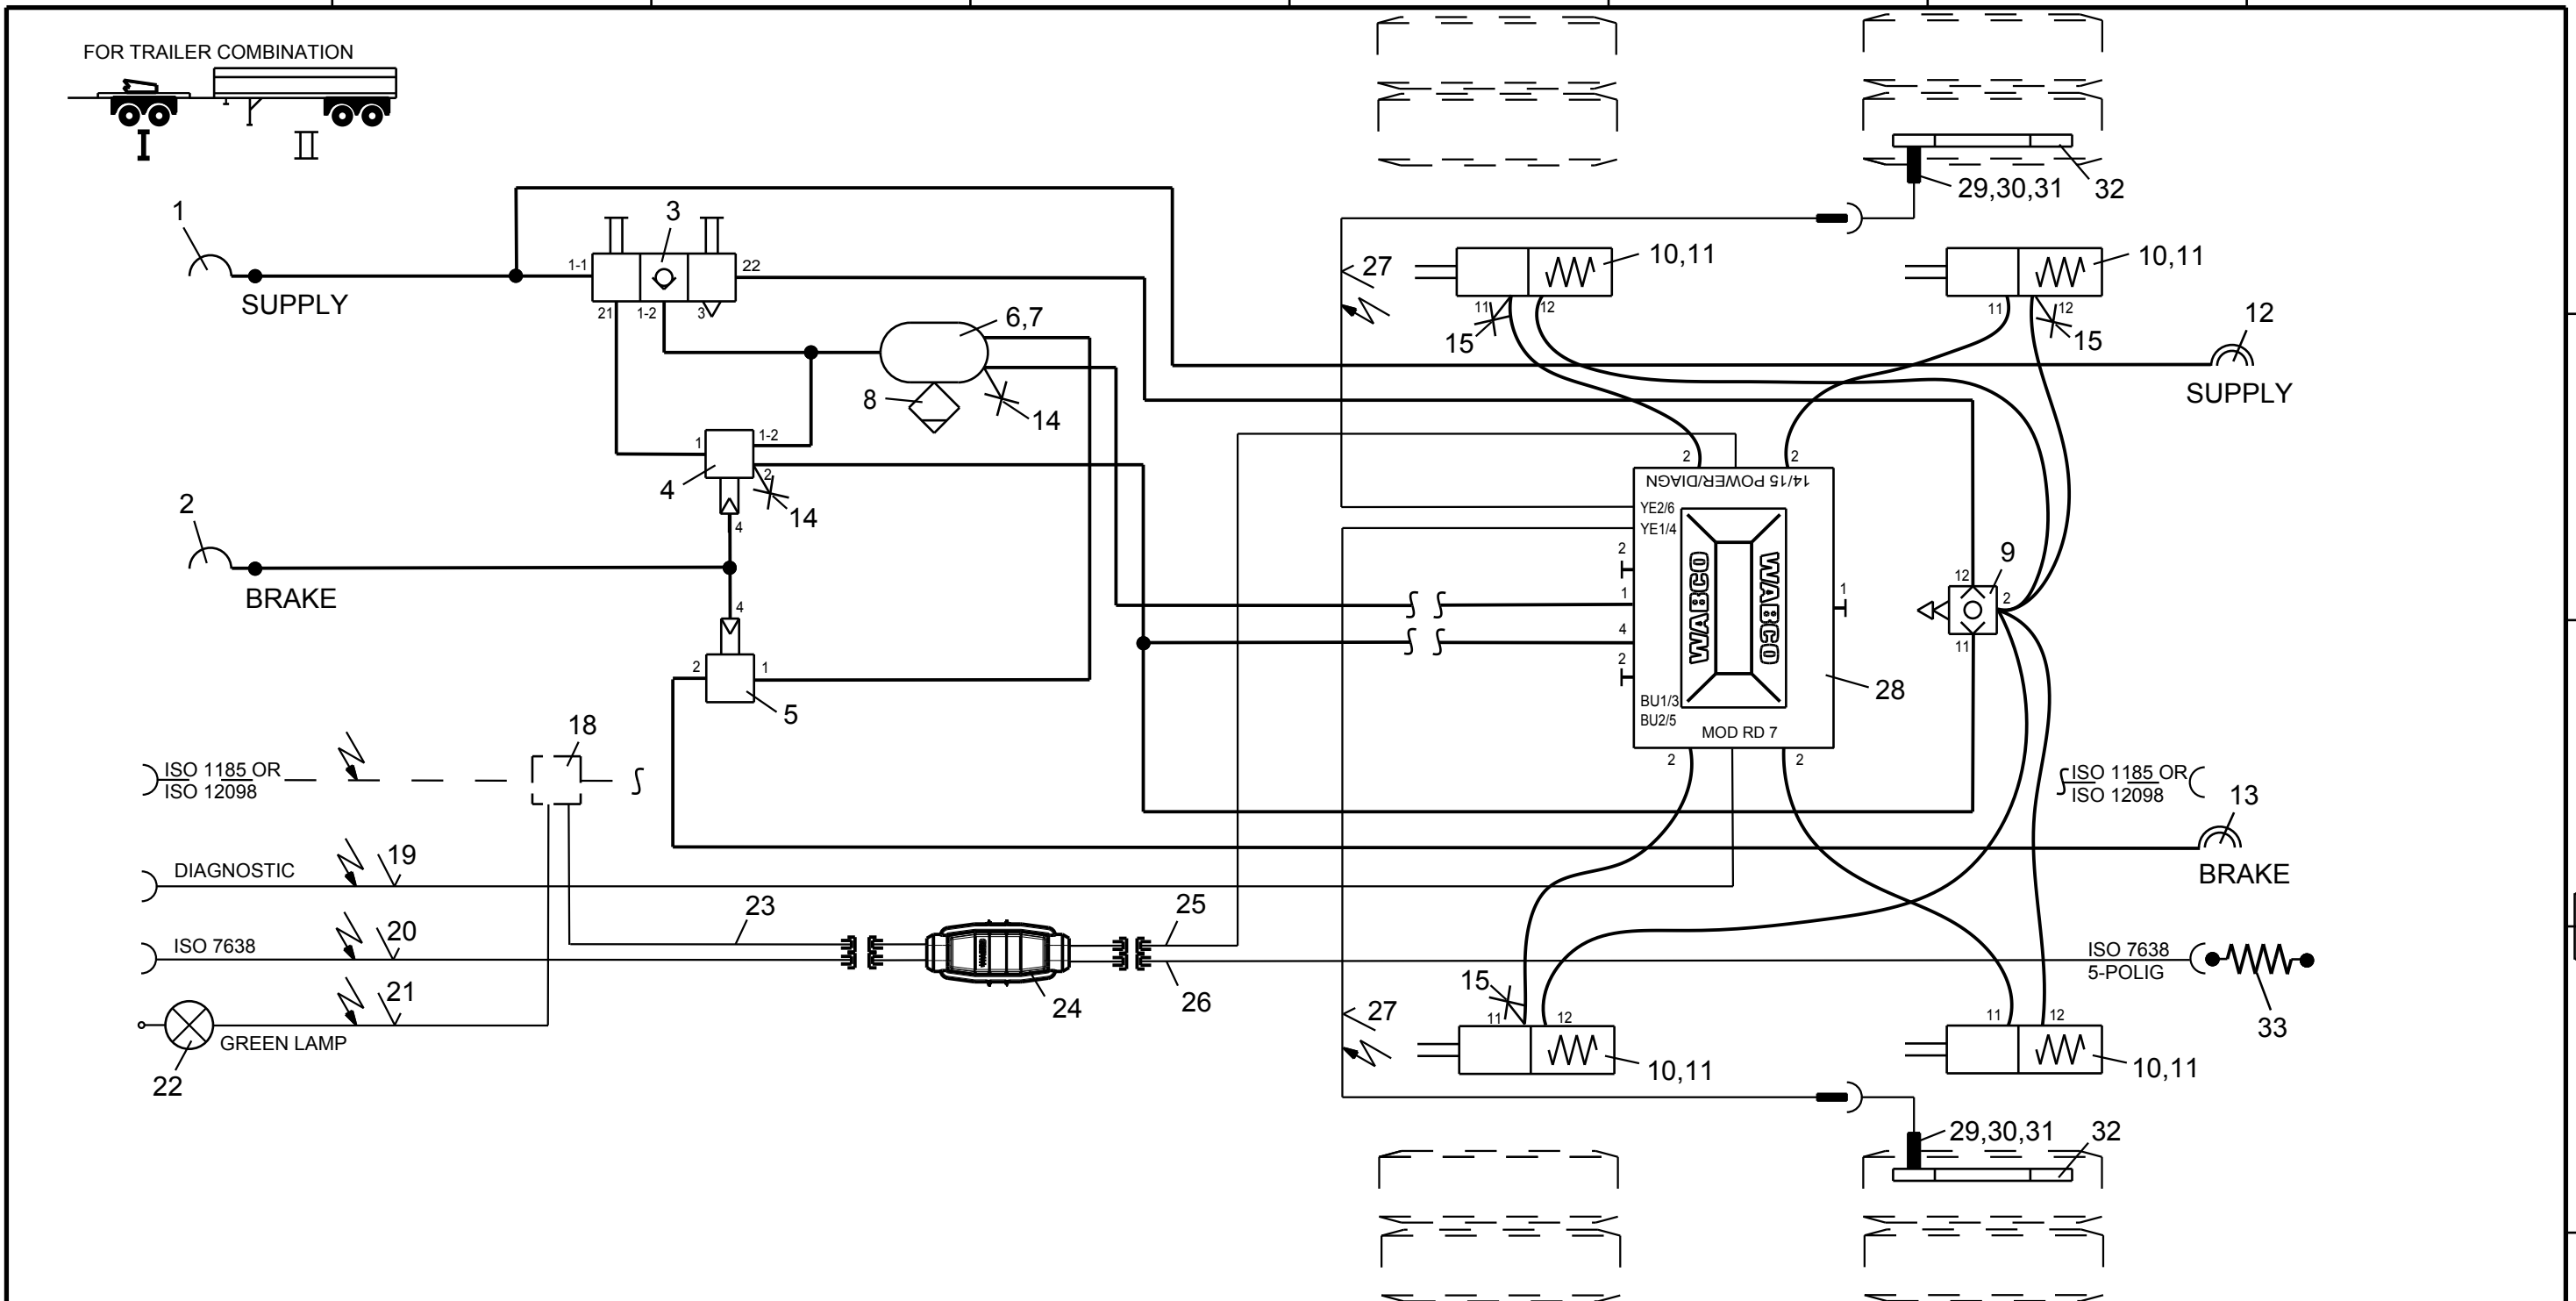 FOR TRAILER COMBINATION
I
II
1
3
1-1
22
SUPPLY
21
1-2
3
6,7
8
14
1
1-2
4
2
14
2
4
BRAKE
4
2
1
5
29,30,31
32
27
10,11
10,11
11
12
15
11
12
15
12
SUPPLY
2
2
14/15 POWER/DIAGN
YE2/6
YE1/4
2
1
4
2
WABCO
WABCO
1
BU1/3
BU2/5
MOD RD 7
2
2
28
9
12
2
11
18
ISO 1185 OR
ISO 12098
ISO 1185 OR
ISO 12098
13
BRAKE
DIAGNOSTIC
19
ISO 7638
20
23
25
24
26
21
GREEN LAMP
22
ISO 7638
5-POLIG
33
15
11
12
27
10,11
11
12
10,11
29,30,31
32